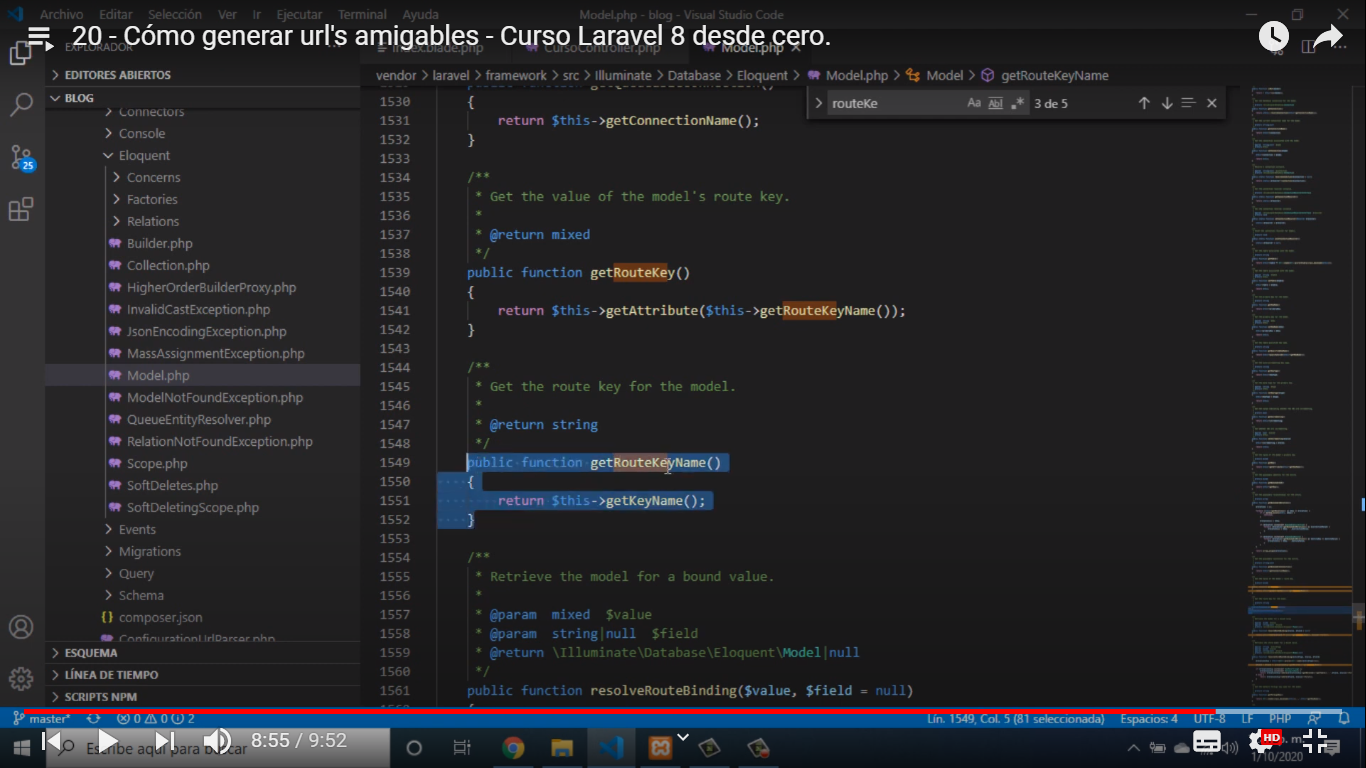 Archivo Editar Selección Ver Ir Ejecutar Terminal Ayuda
Model.php - blog - Visual Studio Code
20 - Cómo generar url's amigables - Curso Laravel 8 desde cero.
EXPLORADOR
index.blade.php
CursoController.php
Model.php
EDITORES ABIERTOS
BLOG
Connectors
Console
Eloquent
Concerns
Factories
Relations
Builder.php
Collection.php
HigherOrderBuilderProxy.php
InvalidCastException.php
JsonEncodingException.php
MassAssignmentException.php
Model.php
ModelNotFoundException.php
QueueEntityResolver.php
RelationNotFoundException.php
Scope.php
SoftDeletes.php
SoftDeletingScope.php
Events
Migrations
Query
Schema
composer.json
ConfigurationUrlParser.php
ESQUEMA
LÍNEA DE TIEMPO
SCRIPTS NPM
25
vendor > laravel > framework > src > Illuminate > Database > Eloquent > Model.php > Model > getRouteKeyName
routeKe Aa Abl .* 3 de 5
1530 {
1531 return $this->getConnectionName();
1532 }
1533
1534 /**
1535 * Get the value of the model's route key.
1536 *
1537 * @return mixed
1538 */
1539 public function getRouteKey()
1540 {
1541 return $this->getAttribute($this->getRouteKeyName());
1542 }
1543
1544 /**
1545 * Get the route key for the model.
1546 *
1547 * @return string
1548 */
1549 public function getRouteKeyName()
1550 {
1551 return $this->getKeyName();
1552 }
1553
1554 /**
1555 * Retrieve the model for a bound value.
1556 *
1557 * @param mixed $value
1558 * @param string|null $field
1559 * @return \Illuminate\Database\Eloquent\Model|null
1560 */
1561 public function resolveRouteBinding($value, $field = null)
master* 0 0 2
Lín. 1549, Col. 5 (81 seleccionada) Espacios: 4 UTF-8 LF PHP
Escribe aquí para buscar
8:55 / 9:52
HD
1/10/2020